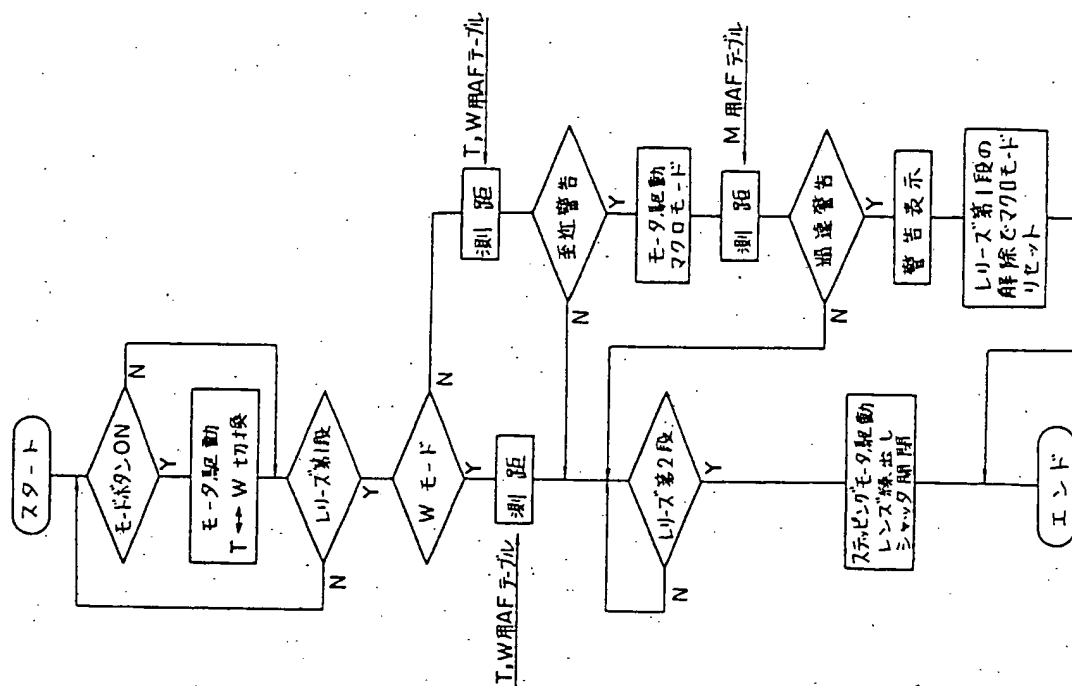 スタート
モードボタンON
N
Y
モータ駆動
T↔W切換
レリーズ第1段
N
Y
Wモード
N
Y
T,W用AFテーブル
測距
T,W用AFテーブル
測距
至近警告
N
Y
モータ駆動
マクロモード
M用AFテーブル
測距
過遠警告
N
Y
警告表示
レリーズ第1段の
解除でマクロモード
リセット
レリーズ第2段
N
Y
ステッピングモータ駆動
レンズ繰出し
シャッタ開閉
エンド